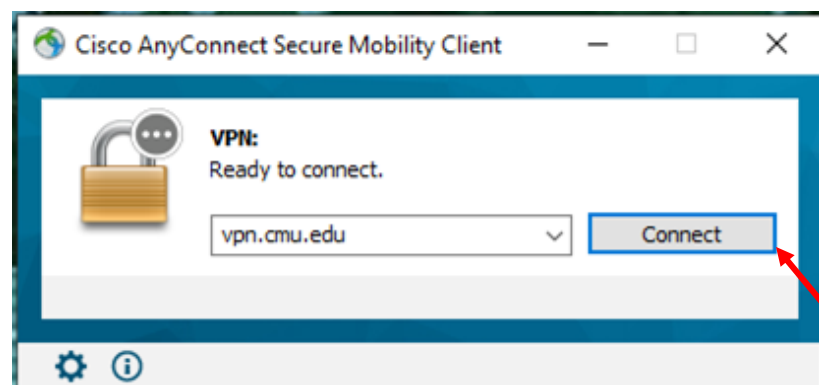 Cisco AnyConnect Secure Mobility Client
VPN:
Ready to connect.
vpn.cmu.edu
Connect